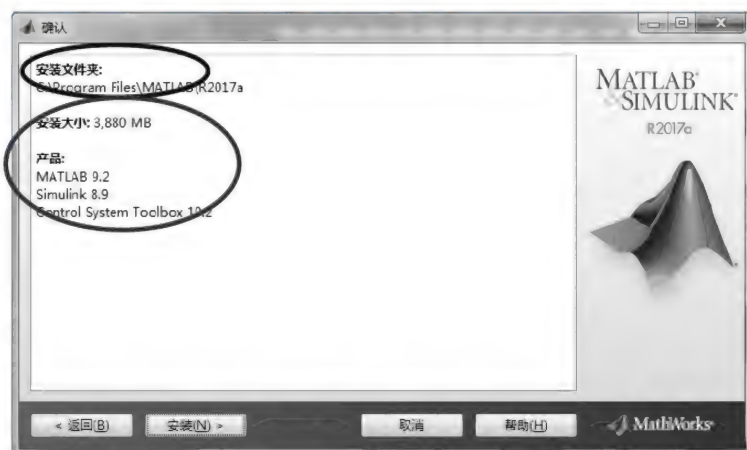 确认
安装文件夹:
C:\Program Files\MATLAB\R2017a
安装大小: 3,880 MB
产品:
MATLAB 9.2
Simulink 8.9
Control System Toolbox 10.2
MATLAB®
SIMULINK®
R2017a
< 返回(B)
安装(N) >
取消
帮助(H)
MathWorks®